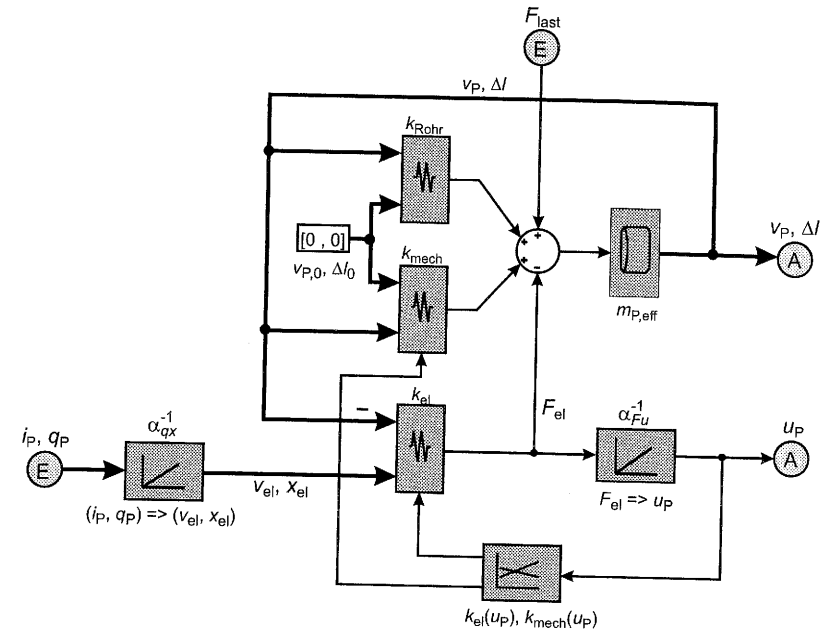 F_last
E
v_P, Δl
k_Rohr
[0 , 0]
v_P,0, Δl_0
k_mech
+
+
+
−
m_P,eff
v_P, Δl
A
−
k_el
F_el
α_qx^-1
i_P, q_P
E
v_el, x_el
(i_P, q_P) => (v_el, x_el)
α_Fu^-1
F_el => u_P
u_P
A
k_el(u_P), k_mech(u_P)